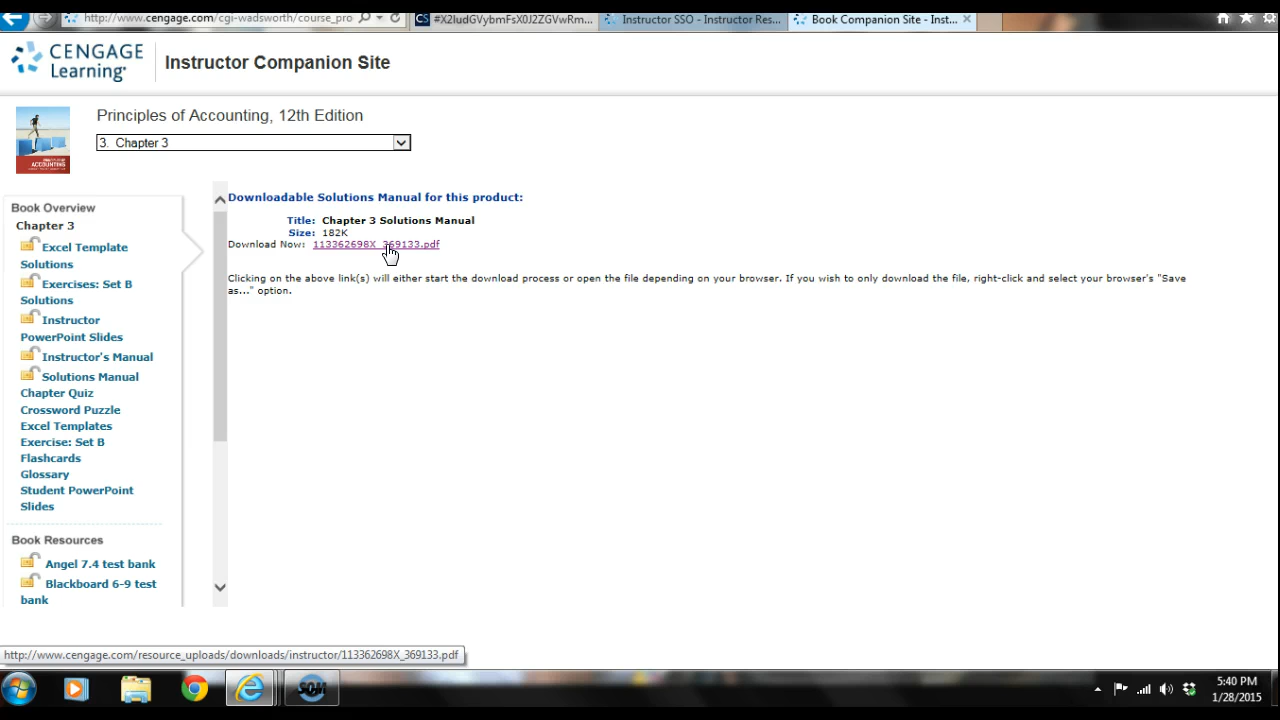 http://www.cengage.com/cgi-wadsworth/course_pro
CS #X2ludGVybmFsX0J2ZGVwRm...
Instructor SSO - Instructor Res...
Book Companion Site - Inst...
CENGAGE
Learning
Instructor Companion Site
Principles of Accounting, 12th Edition
3. Chapter 3
Book Overview
Chapter 3
Excel Template
Solutions
Exercises: Set B
Solutions
Instructor
PowerPoint Slides
Instructor's Manual
Solutions Manual
Chapter Quiz
Crossword Puzzle
Excel Templates
Exercise: Set B
Flashcards
Glossary
Student PowerPoint
Slides
Book Resources
Angel 7.4 test bank
Blackboard 6-9 test
bank
Downloadable Solutions Manual for this product:
Title: Chapter 3 Solutions Manual
Size: 182K
Download Now: 113362698X_369133.pdf
Clicking on the above link(s) will either start the download process or open the file depending on your browser. If you wish to only download the file, right-click and select your browser's "Save
as..." option.
http://www.cengage.com/resource_uploads/downloads/instructor/113362698X_369133.pdf
5:40 PM
1/28/2015